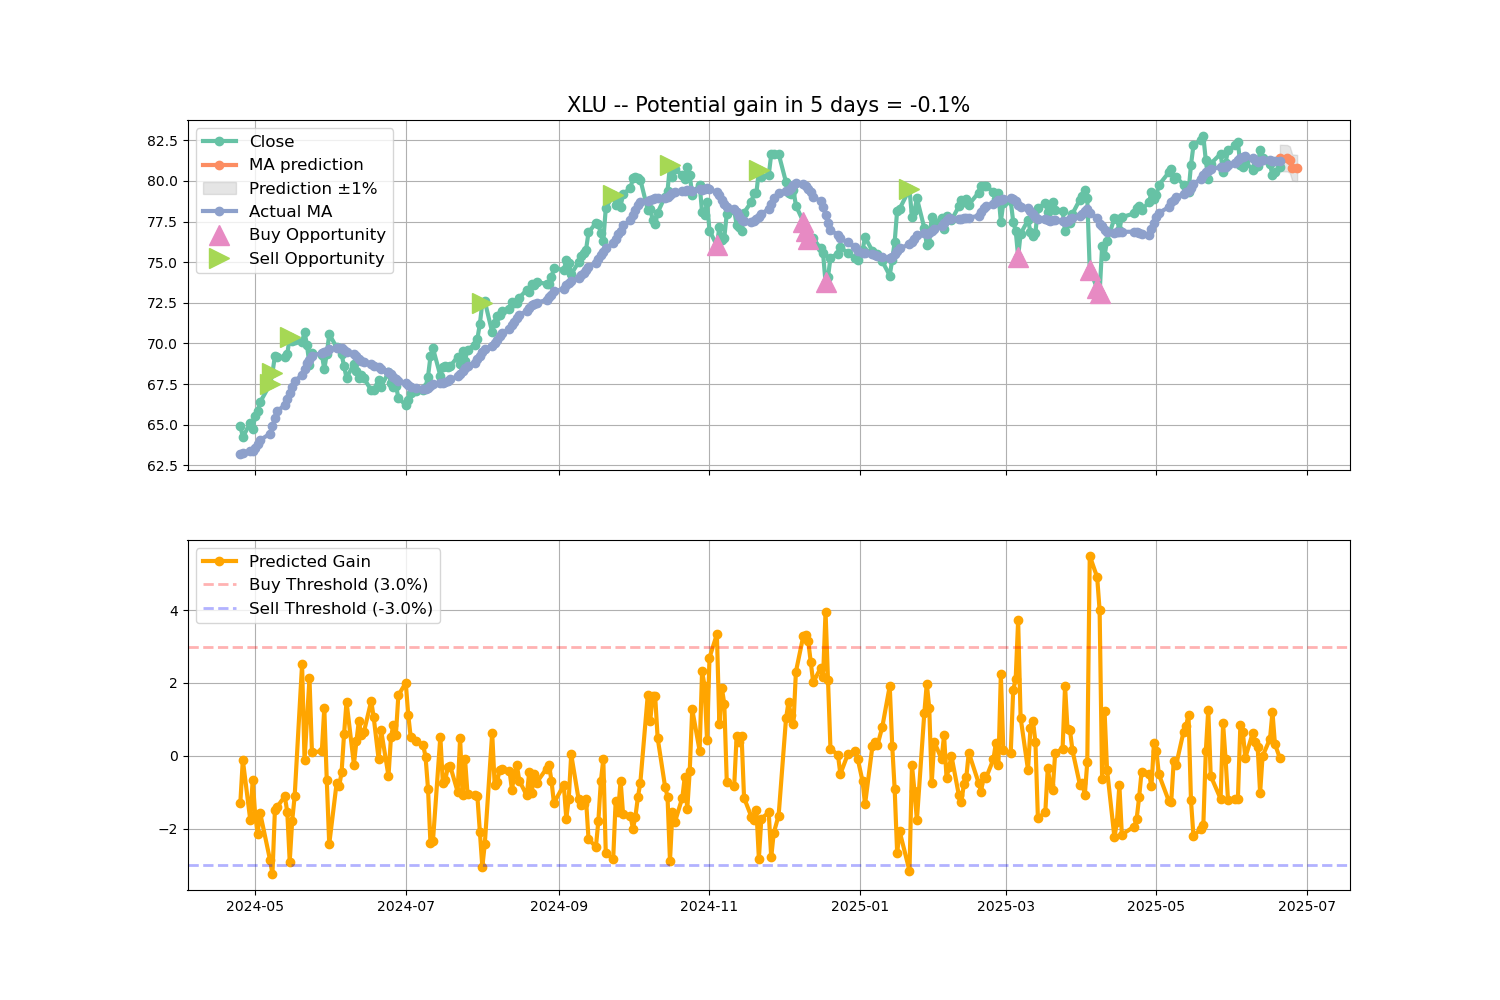 XLU -- Potential gain in 5 days = -0.1%
82.5
80.0
77.5
75.0
72.5
70.0
67.5
65.0
62.5
Close
MA prediction
Prediction ±1%
Actual MA
Buy Opportunity
Sell Opportunity
4
2
0
−2
Predicted Gain
Buy Threshold (3.0%)
Sell Threshold (-3.0%)
2024-05 2024-07 2024-09 2024-11 2025-01 2025-03 2025-05 2025-07